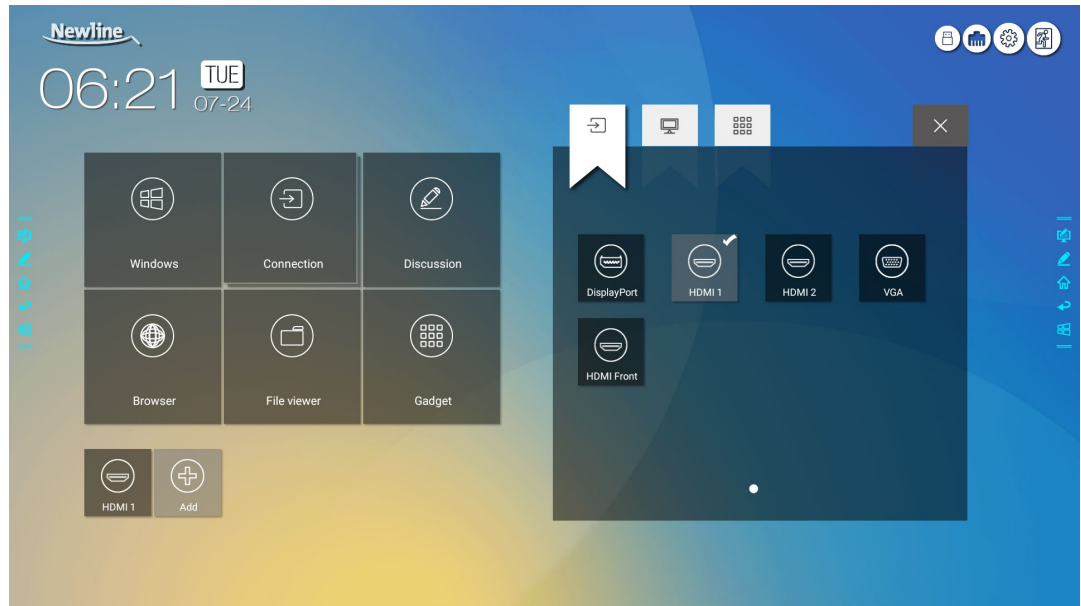 Newline
06:21
TUE
07-24
Windows
Connection
Discussion
Browser
File viewer
Gadget
HDMI 1
Add
DisplayPort
HDMI 1
HDMI 2
VGA
HDMI Front